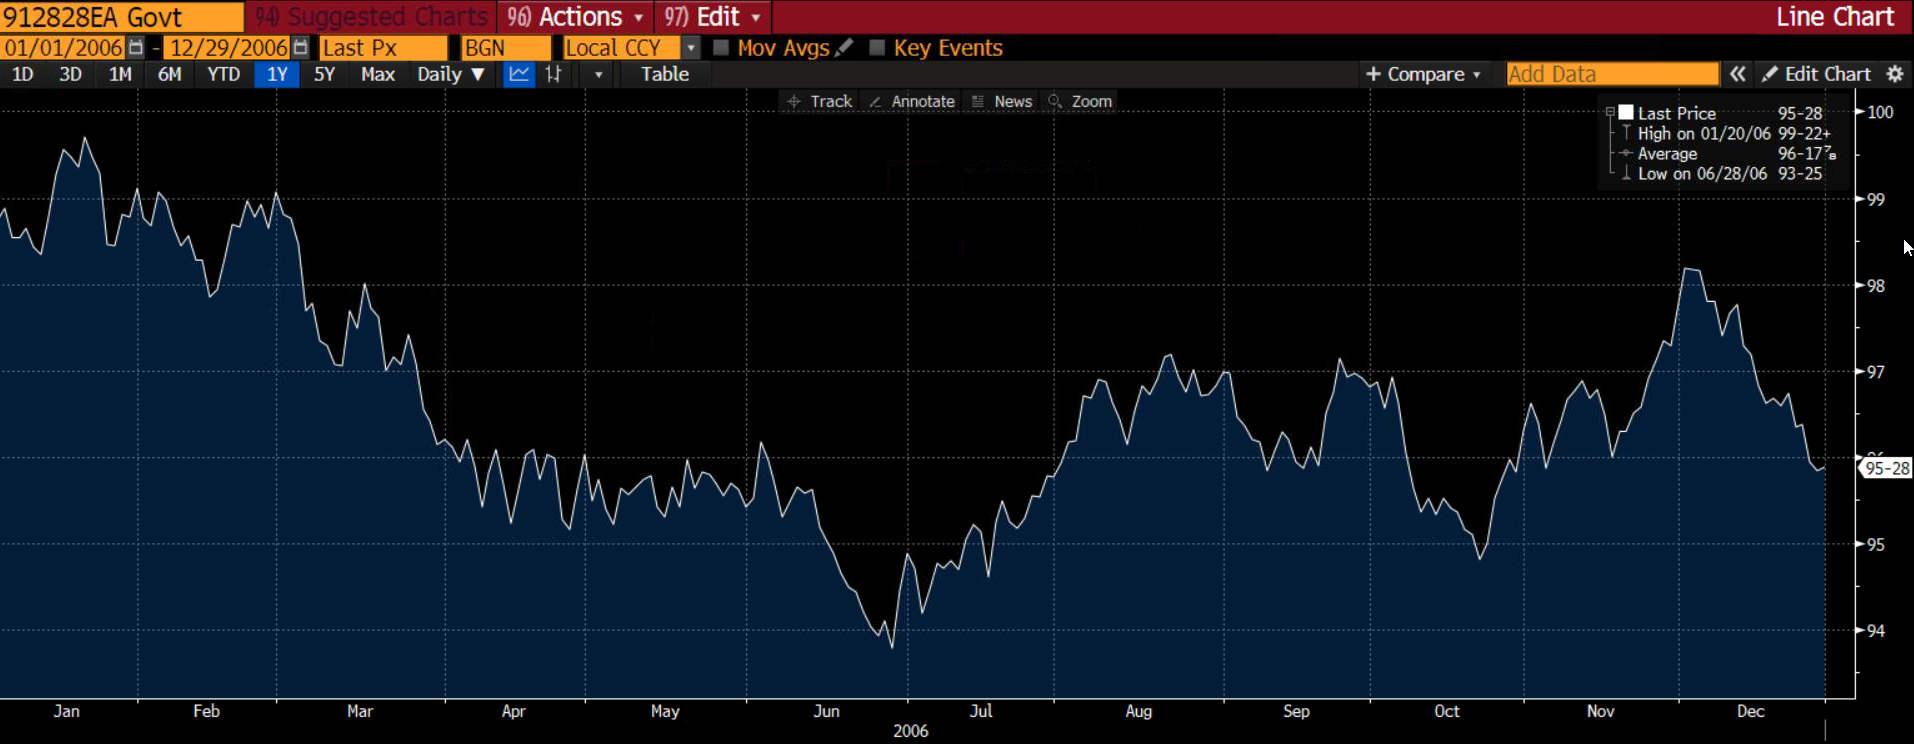 912828EA Govt 94) Suggested Charts 96) Actions 97) Edit Line Chart
01/01/2006 - 12/29/2006 Last Px BGN Local CCY Mov Avgs Key Events
1D 3D 1M 6M YTD 1Y 5Y Max Daily ▼ Table + Compare Add Data « Edit Chart
Track Annotate News Zoom
Last Price 95-28
High on 01/20/06 99-22+
Average 96-17⅞
Low on 06/28/06 93-25
100
99
98
97
96
95-28
95
94
Jan Feb Mar Apr May Jun Jul Aug Sep Oct Nov Dec
2006